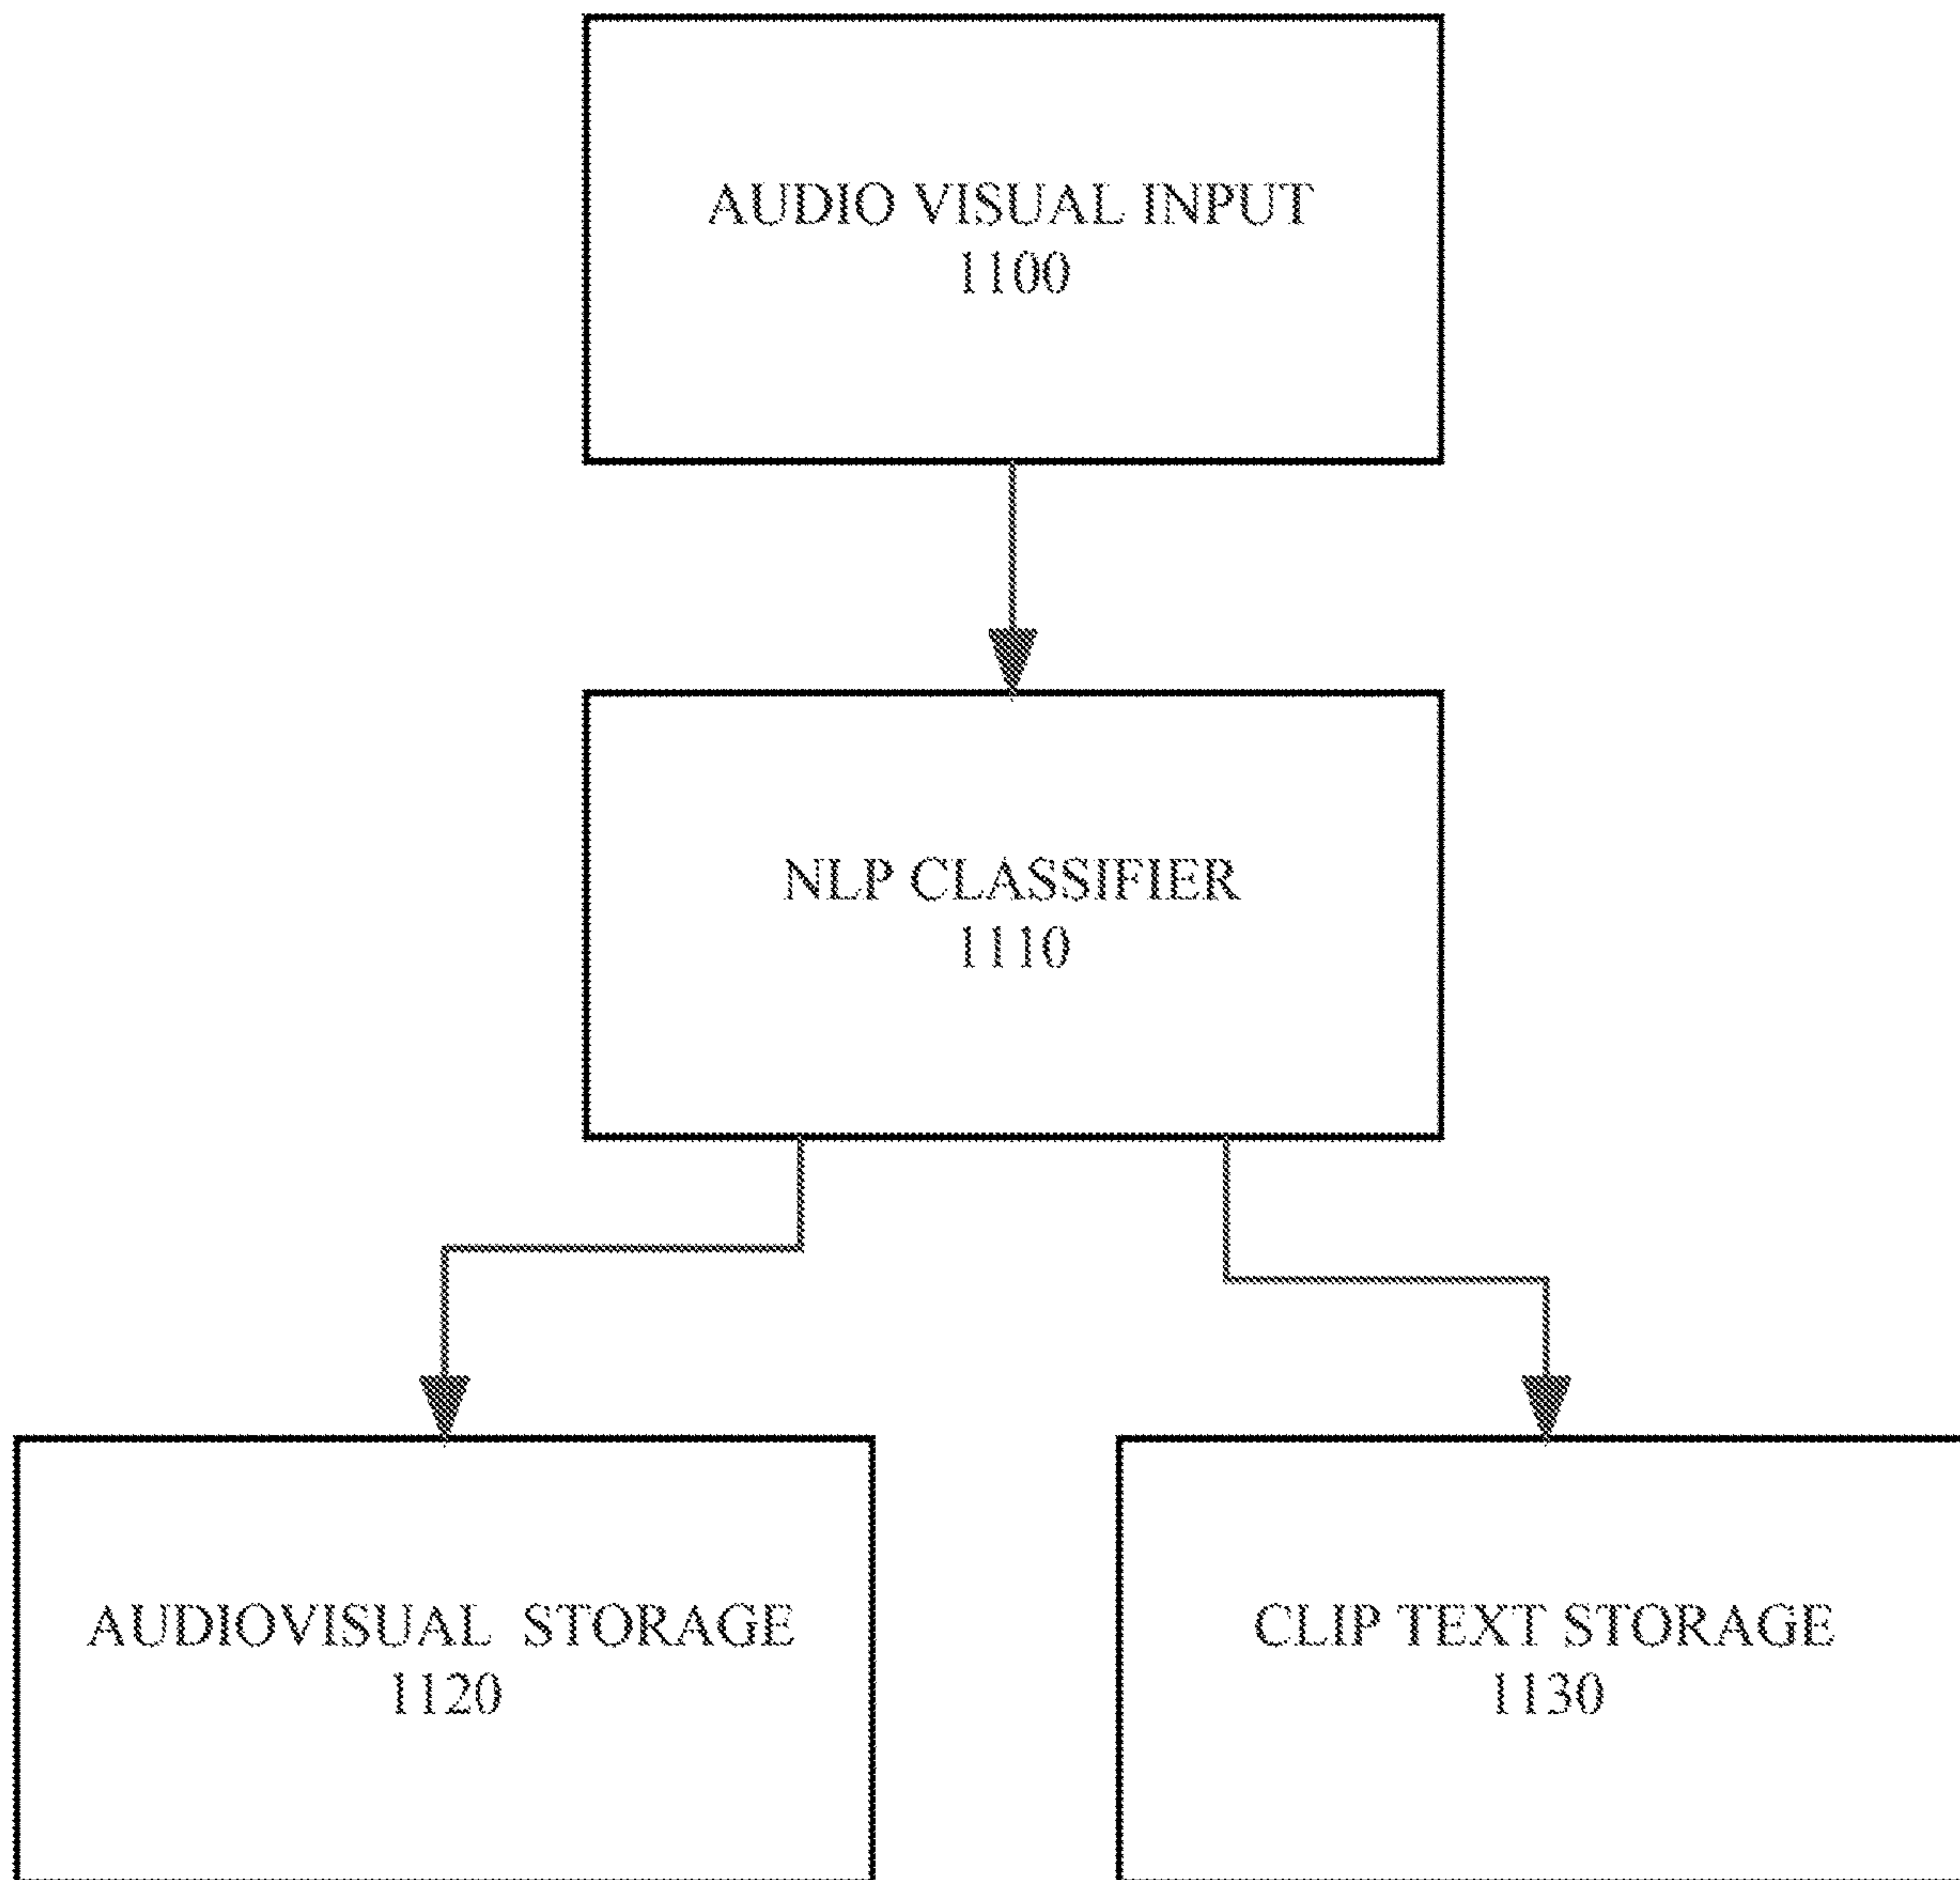 AUDIO VISUAL INPUT
1100
NLP CLASSIFIER
1110
AUDIOVISUAL STORAGE
1120
CLIP TEXT STORAGE
1130